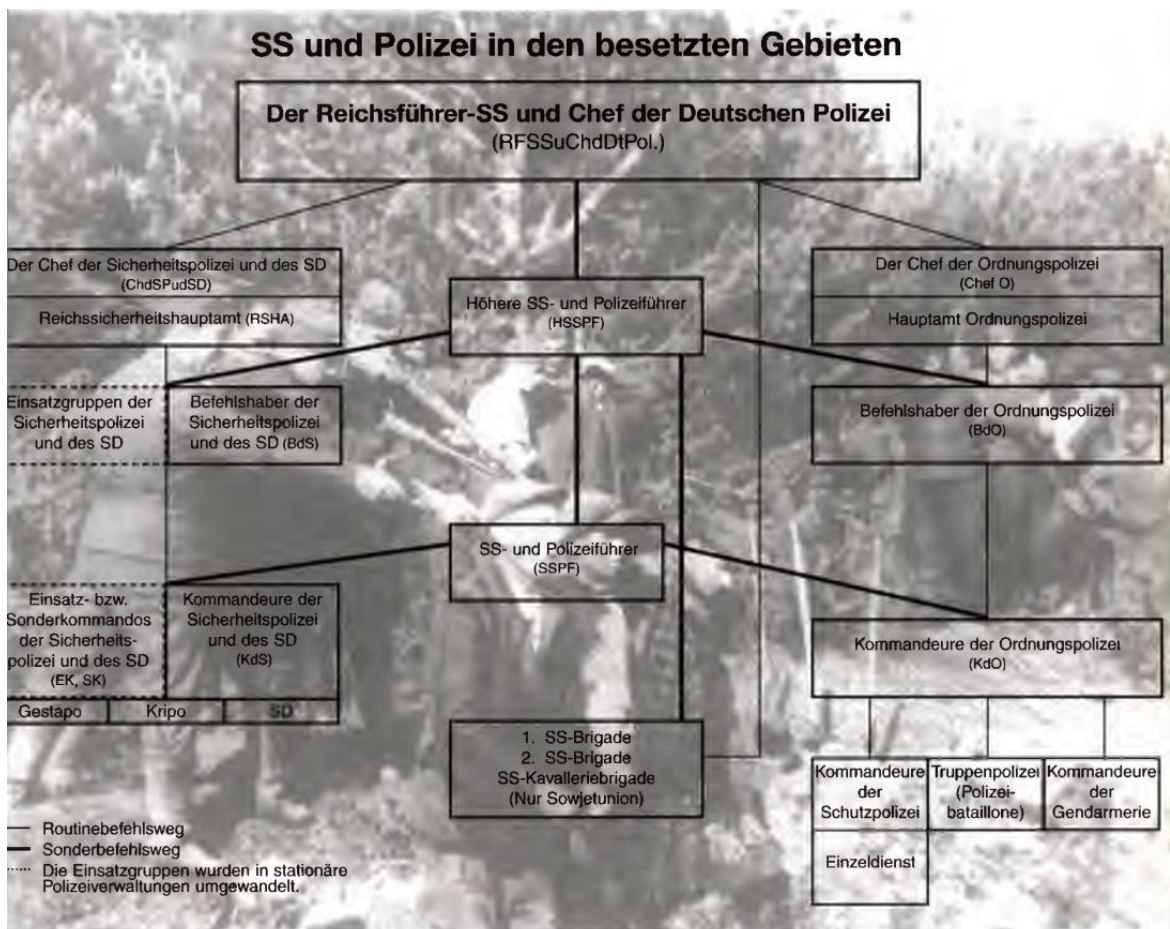 SS und Polizei in den besetzten Gebieten
Der Reichsführer-SS und Chef der Deutschen Polizei
(RFSSuChdDtPol.)
Der Chef der Sicherheitspolizei und des SD
(ChdSPudSD)
Reichssicherheitshauptamt (RSHA)
Höhere SS- und Polizeiführer
(HSSPF)
Der Chef der Ordnungspolizei
(Chef O)
Hauptamt Ordnungspolizei
Einsatzgruppen der
Sicherheitspolizei
und des SD
Befehlshaber der
Sicherheitspolizei
und des SD (BdS)
Befehlshaber der Ordnungspolizei
(BdO)
SS- und Polizeiführer
(SSPF)
Einsatz- bzw.
Sonderkommandos
der Sicherheits-
polizei und des SD
(EK, SK)
Kommandeure der
Sicherheitspolizei
und des SD
(KdS)
Gestapo
Kripo
SD
Kommandeure der Ordnungspolizei
(KdO)
1. SS-Brigade
2. SS-Brigade
SS-Kavalleriebrigade
(Nur Sowjetunion)
Kommandeure
der
Schutzpolizei
Einzeldienst
Truppenpolizei
(Polizei-
bataillone)
Kommandeure
der
Gendarmerie
Routinebefehlsweg
Sonderbefehlsweg
Die Einsatzgruppen wurden in stationäre
Polizeiverwaltungen umgewandelt.